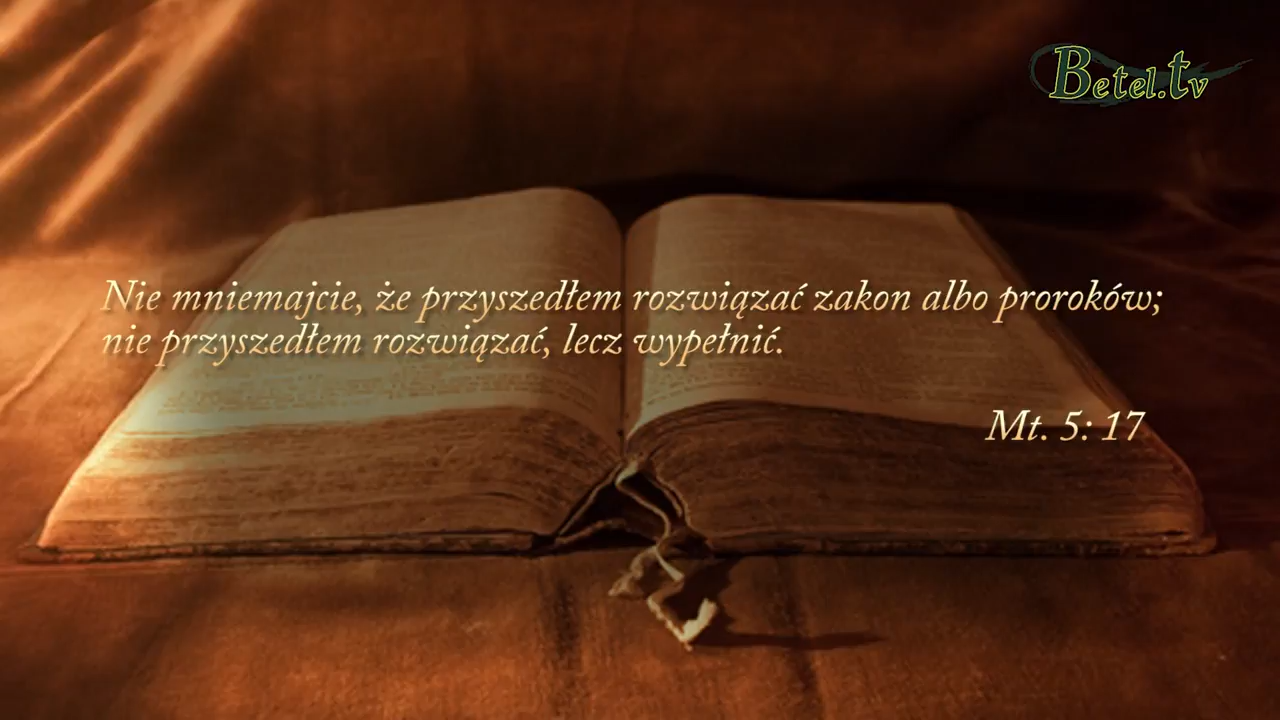 Betel.tv
Nie mniemajcie, że przyszedłem rozwiązać zakon albo proroków;
nie przyszedłem rozwiązać, lecz wypełnić.
Mt. 5: 17